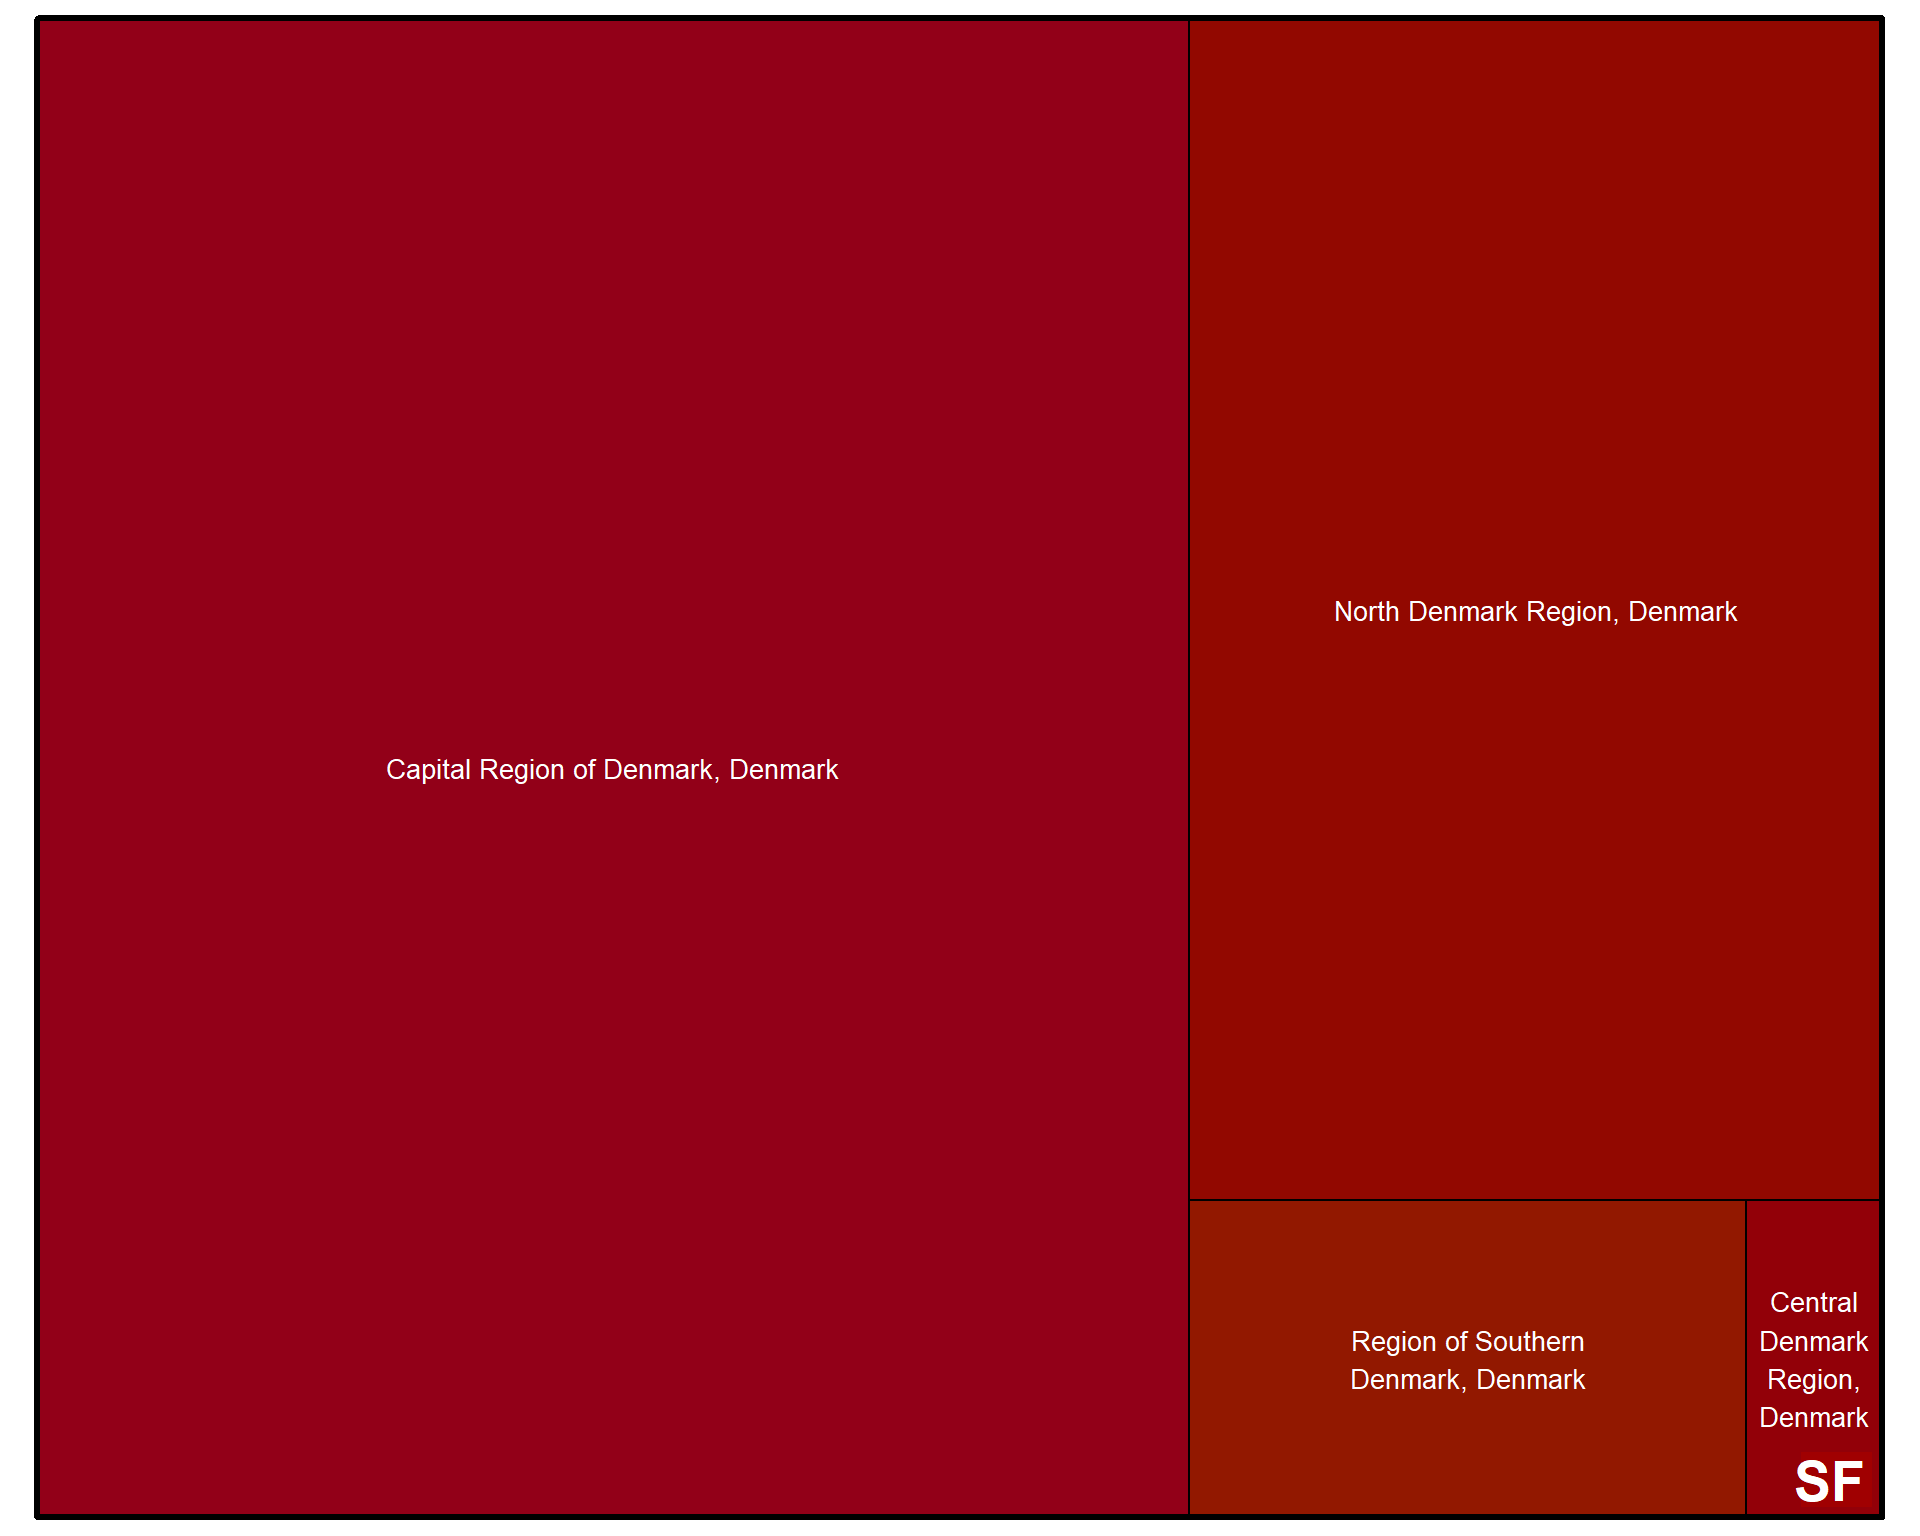 Capital Region of Denmark, Denmark
North Denmark Region, Denmark
Region of Southern
Denmark, Denmark
Central
Denmark
Region,
Denmark
SF